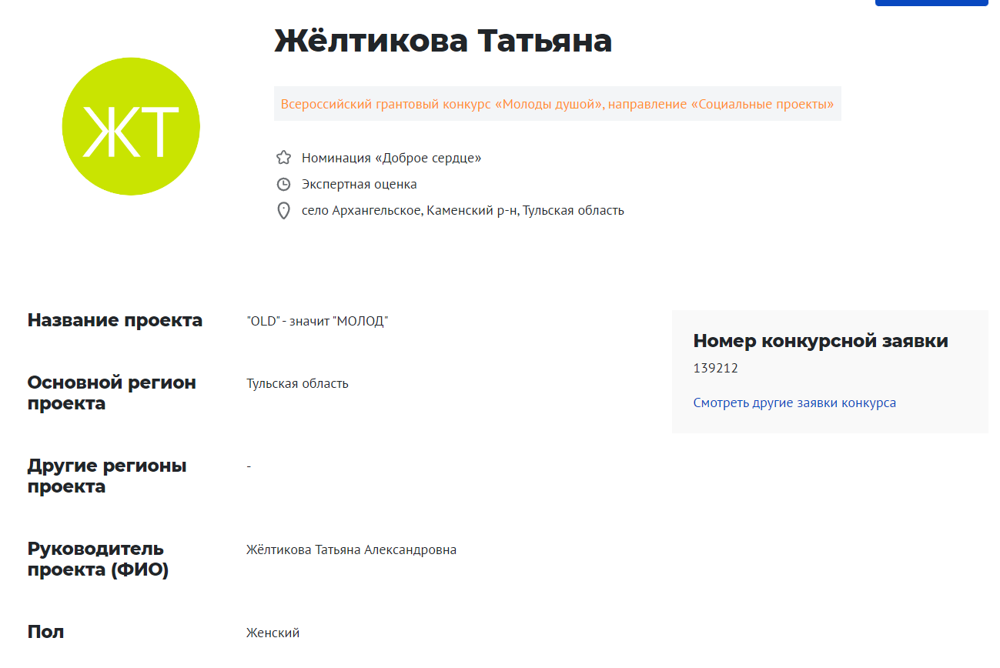 Жёлтикова Татьяна
ЖТ
Всероссийский грантовый конкурс «Молоды душой», направление «Социальные проекты»
Номинация «Доброе сердце»
Экспертная оценка
село Архангельское, Каменский р-н, Тульская область
Название проекта
"OLD" - значит "МОЛОД"
Номер конкурсной заявки
139212
Смотреть другие заявки конкурса
Основной регион
проекта
Тульская область
Другие регионы
проекта
-
Руководитель
проекта (ФИО)
Жёлтикова Татьяна Александровна
Пол
Женский